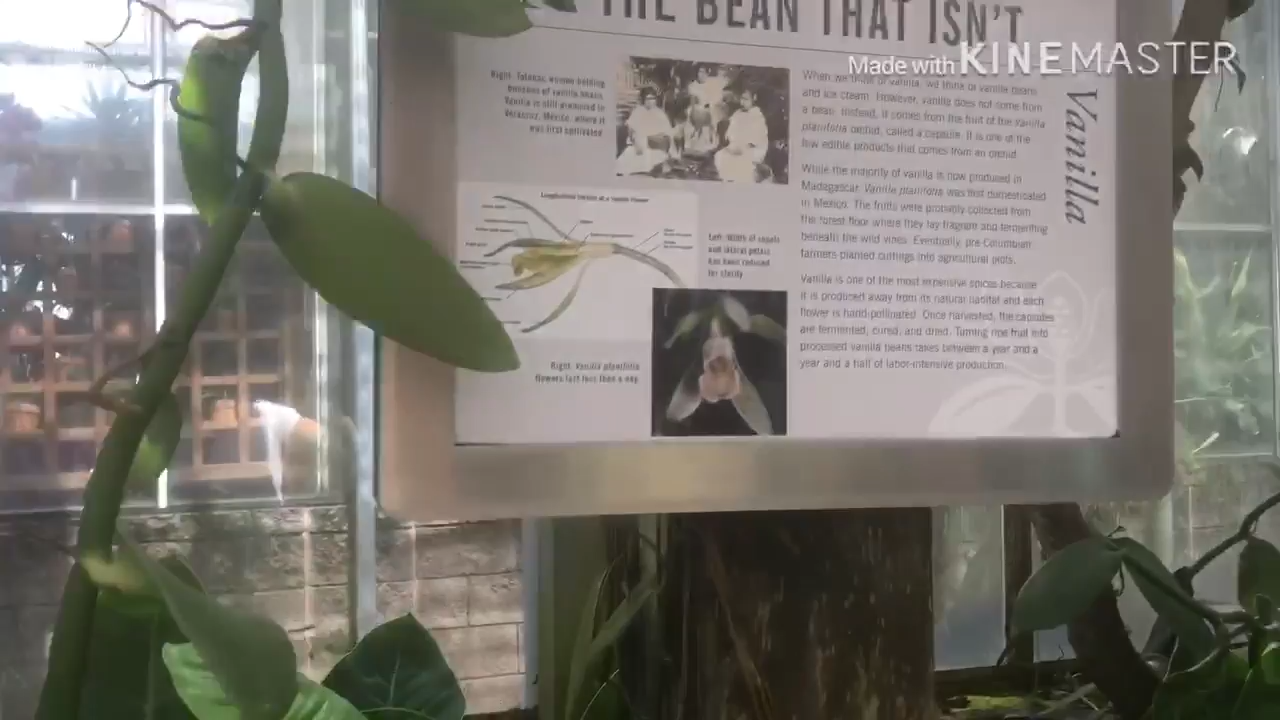 THE BEAN THAT ISN'T
Made with KINEMASTER
Vanilla
Right: Totonac women holding
bundles of vanilla beans.
Vanilla is still produced in
Veracruz, Mexico, where it
was first cultivated.
When we think of vanilla, we think of vanilla beans
and ice cream. However, vanilla does not come from
a bean. Instead, it comes from the fruit of the Vanilla
planifolia orchid, called a capsule. It is one of the
few edible products that comes from an orchid.
While the majority of vanilla is now produced in
Madagascar, Vanilla planifolia was first domesticated
in Mexico. The fruits were probably collected from
the forest floor where they lay fragrant and fermenting
beneath the wild vines. Eventually, pre-Columbian
farmers planted cuttings into agricultural plots.
Vanilla is one of the most expensive spices because
it is produced away from its natural habitat and each
flower is hand-pollinated. Once harvested, the capsules
are fermented, cured, and dried. Turning ripe fruit into
processed vanilla beans takes between a year and a
year and a half of labor-intensive production.
Longitudinal section of a vanilla flower
Left: Width of sepals
and lateral petals
has been reduced
for clarity
Right: Vanilla planifolia
flowers last less than a day.